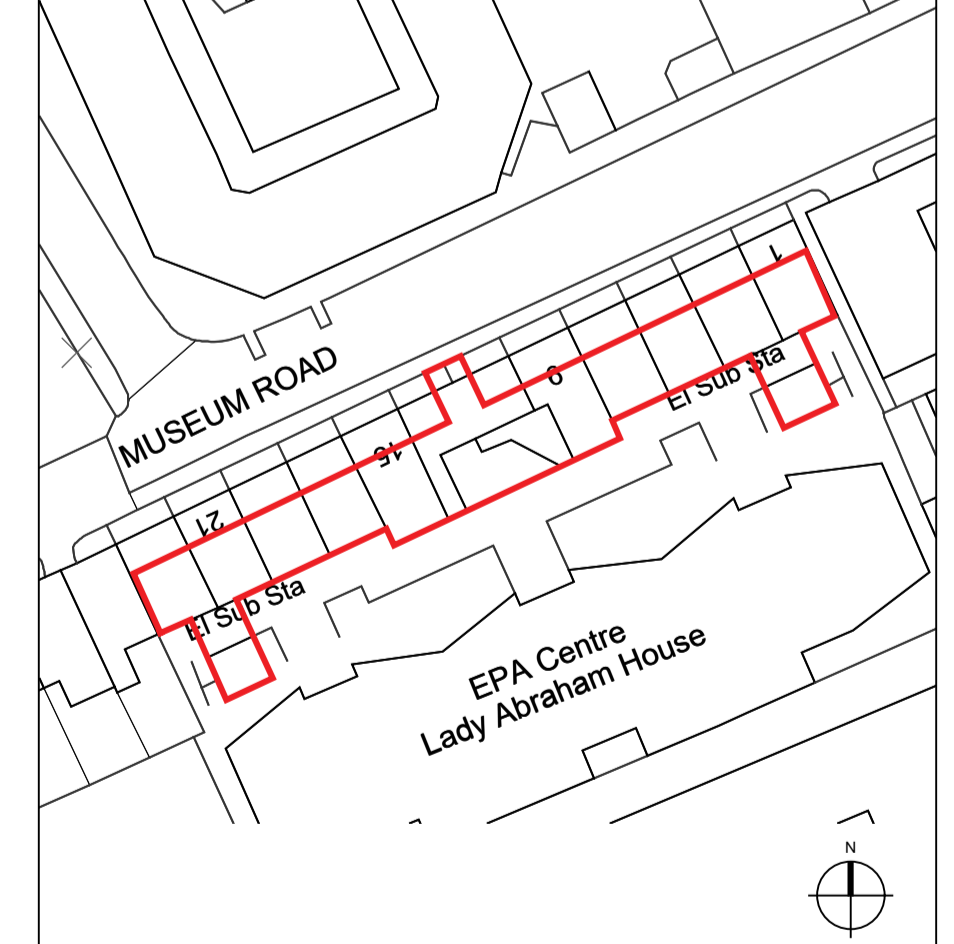 1
MUSEUM ROAD
El Sub Sta
9
15
21
El Sub Sta
EPA Centre
Lady Abraham House
N